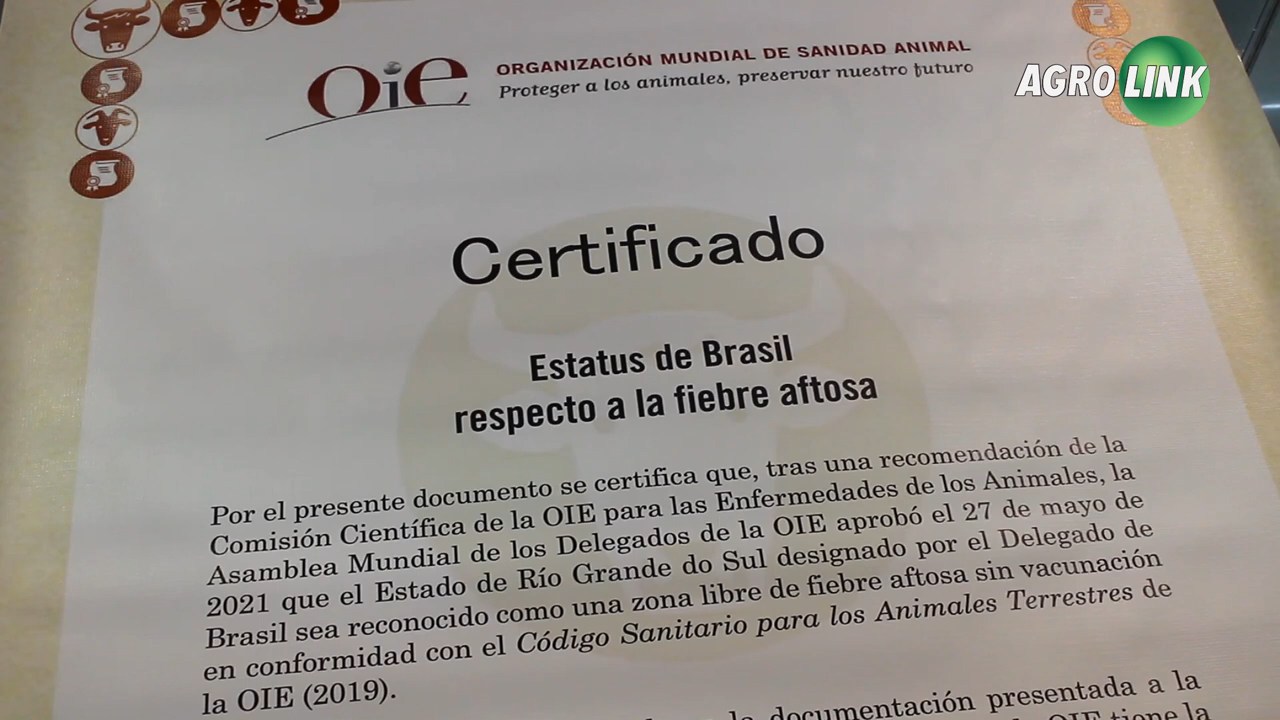 OIE
ORGANIZACIÓN MUNDIAL DE SANIDAD ANIMAL
Proteger a los animales, preservar nuestro futuro
AGROLINK
Certificado
Estatus de Brasil
respecto a la fiebre aftosa
Por el presente documento se certifica que, tras una recomendación de la
Comisión Científica de la OIE para las Enfermedades de los Animales, la
Asamblea Mundial de los Delegados de la OIE aprobó el 27 de mayo de
2021 que el Estado de Río Grande do Sul designado por el Delegado de
Brasil sea reconocido como una zona libre de fiebre aftosa sin vacunación
en conformidad con el Código Sanitario para los Animales Terrestres de
la OIE (2019).
la documentación presentada a la
OIE tiene la